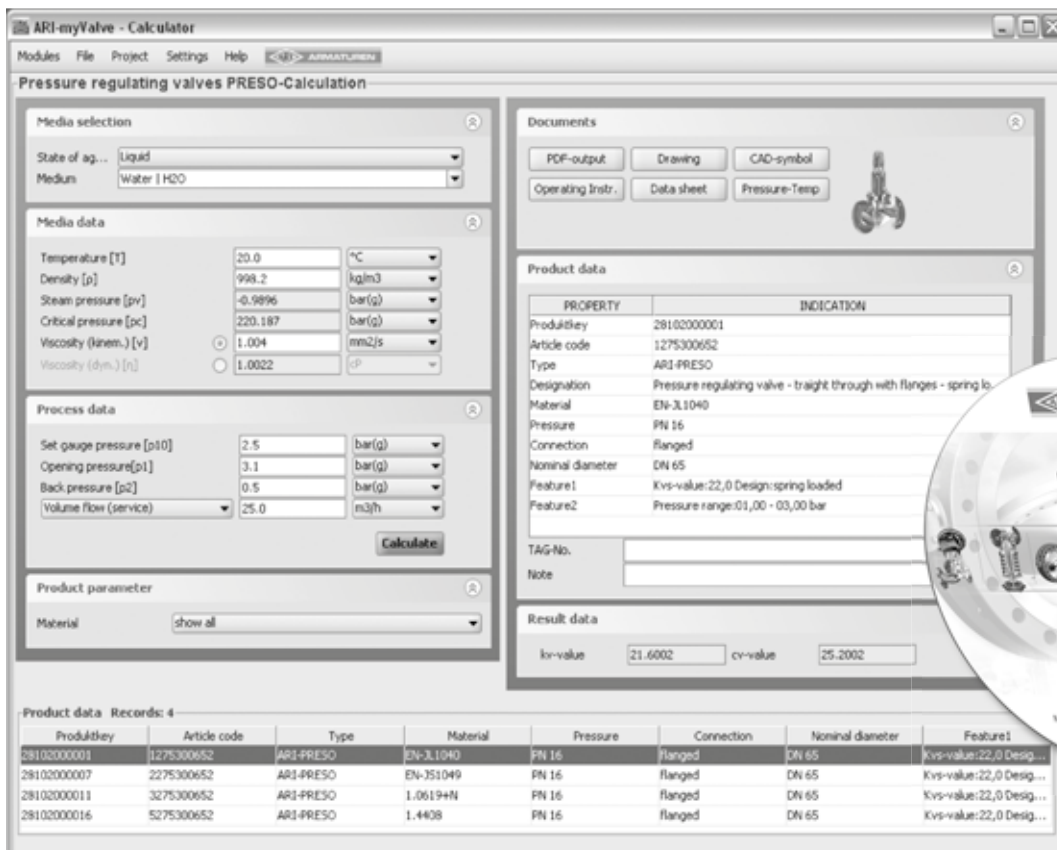 ARI-myValve - Calculator
Modules File Project Settings Help ARI ARMATUREN
Pressure regulating valves PRESO-Calculation
Media selection
State of ag... Liquid
Medium Water | H2O
Media data
Temperature [T] 20.0 °C
Density [ρ] 998.2 kg/m3
Steam pressure [pv] -0.9896 bar(g)
Critical pressure [pc] 220.187 bar(g)
Viscosity (kinem.) [v] 1.004 mm2/s
Viscosity (dyn.) [η] 1.0022 cP
Process data
Set gauge pressure [p10] 2.5 bar(g)
Opening pressure[p1] 3.1 bar(g)
Back pressure [p2] 0.5 bar(g)
Volume flow (service) 25.0 m3/h
Calculate
Product parameter
Material show all
Documents
PDF-output Drawing CAD-symbol
Operating Instr. Data sheet Pressure-Temp
Product data
PROPERTY INDICATION
Produktkey 28102000001
Article code 1275300652
Type ARI-PRESO
Designation Pressure regulating valve - traight through with flanges - spring lo...
Material EN-JL1040
Pressure PN 16
Connection flanged
Nominal diameter DN 65
Feature1 Kvs-value:22,0 Design:spring loaded
Feature2 Pressure range:01,00 - 03,00 bar
TAG-No.
Note
Result data
kv-value 21.6002 cv-value 25.2002
Product data Records: 4
Produktkey Article code Type Material Pressure Connection Nominal diameter Feature1
28102000001 1275300652 ARI-PRESO EN-JL1040 PN 16 flanged DN 65 Kvs-value:22,0 Desig...
28102000007 2275300652 ARI-PRESO EN-JS1049 PN 16 flanged DN 65 Kvs-value:22,0 Desig...
28102000011 3275300652 ARI-PRESO 1.0619+N PN 16 flanged DN 65 Kvs-value:22,0 Desig...
28102000016 5275300652 ARI-PRESO 1.4408 PN 16 flanged DN 65 Kvs-value:22,0 Desig...